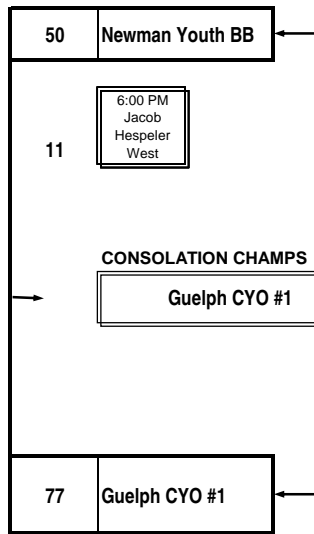 50 Newman Youth BB
6:00 PM
Jacob
Hespeler
West
11
CONSOLATION CHAMPS
Guelph CYO #1
77 Guelph CYO #1